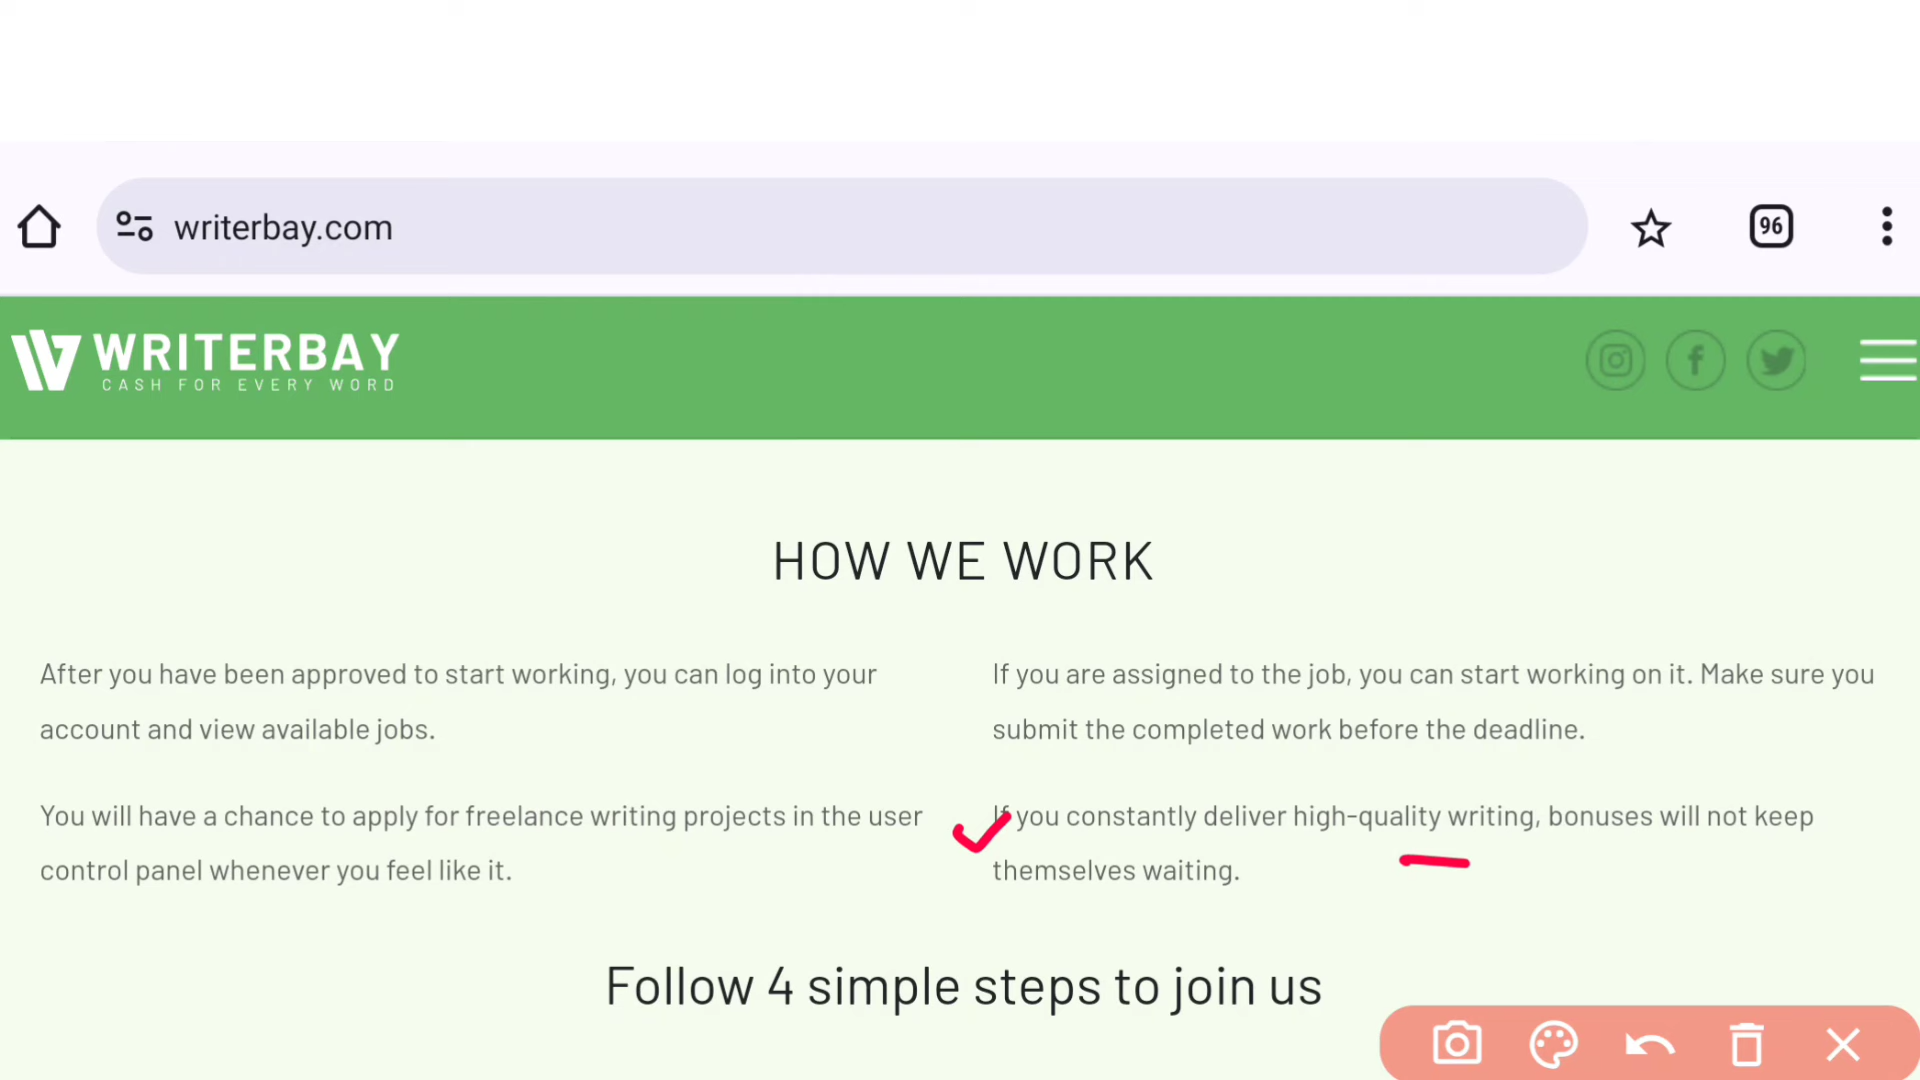 writerbay.com
96
WRITERBAY
CASH FOR EVERY WORD
HOW WE WORK
After you have been approved to start working, you can log into your
account and view available jobs.
You will have a chance to apply for freelance writing projects in the user
control panel whenever you feel like it.
If you are assigned to the job, you can start working on it. Make sure you
submit the completed work before the deadline.
If you constantly deliver high-quality writing, bonuses will not keep
themselves waiting.
Follow 4 simple steps to join us